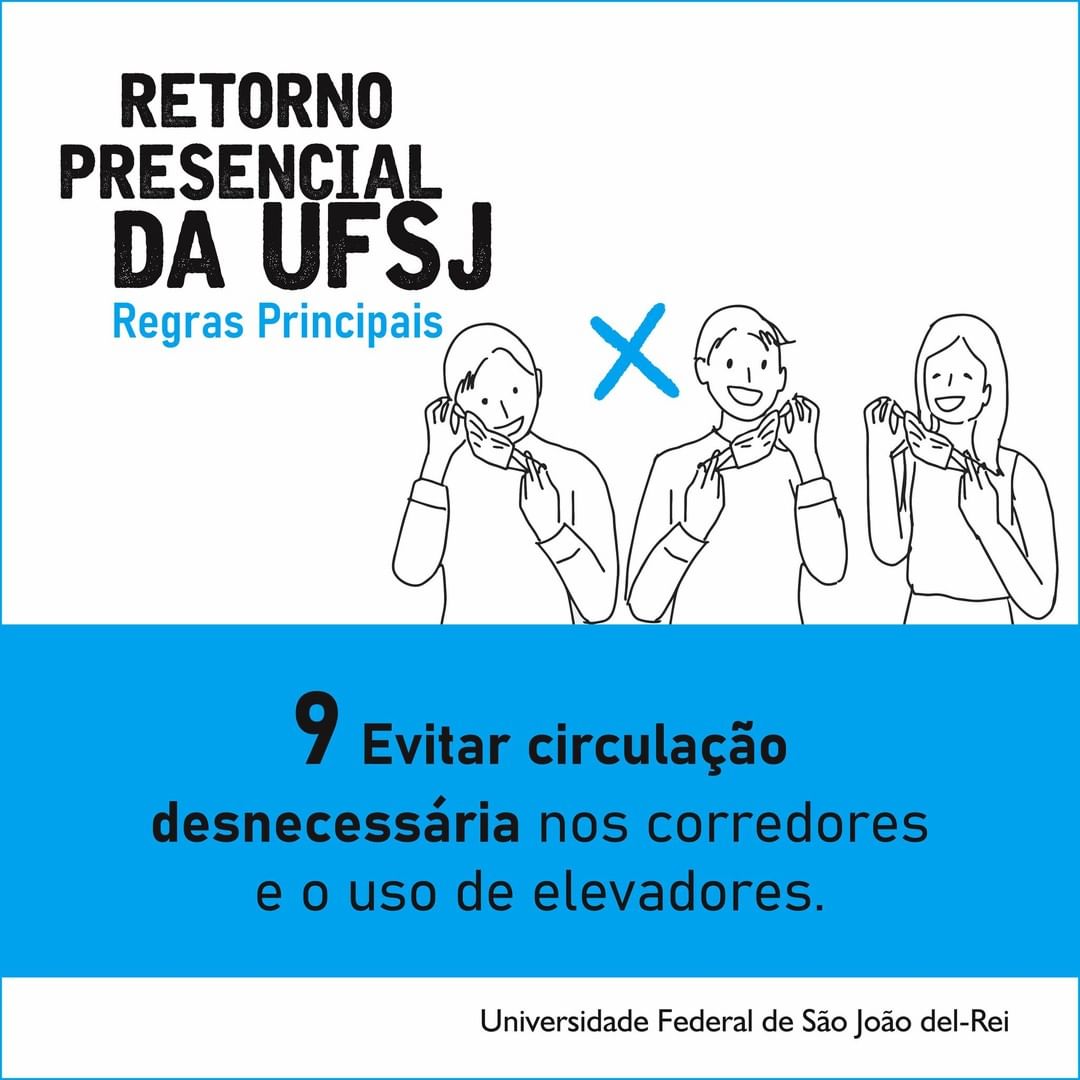 RETORNO
PRESENCIAL
DA UFSJ
Regras Principais
9 Evitar circulação
desnecessária nos corredores
e o uso de elevadores.
Universidade Federal de São João del-Rei